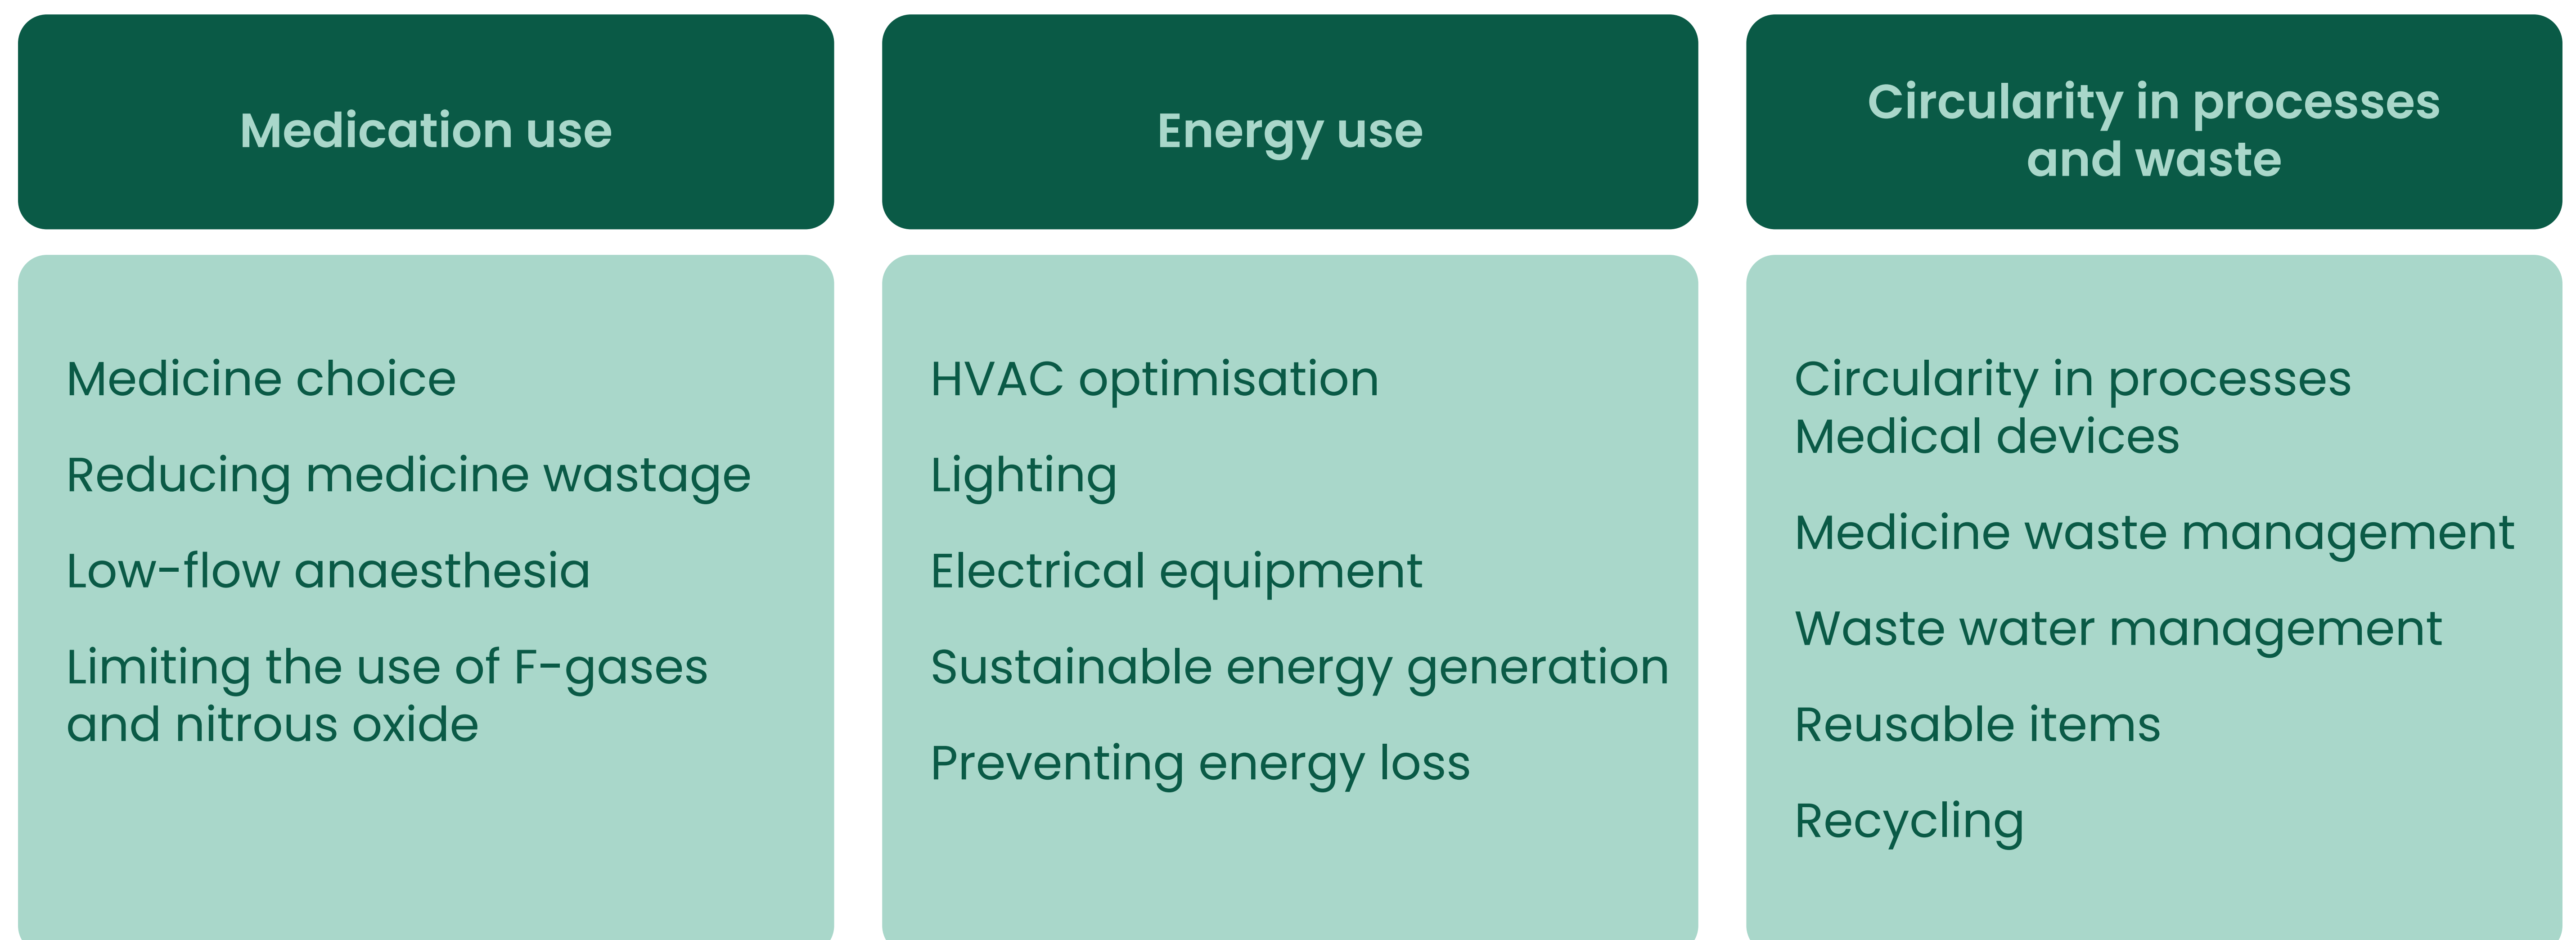 Medication use
Medicine choice
Reducing medicine wastage
Low-flow anaesthesia
Limiting the use of F-gases
and nitrous oxide
Energy use
HVAC optimisation
Lighting
Electrical equipment
Sustainable energy generation
Preventing energy loss
Circularity in processes
and waste
Circularity in processes
Medical devices
Medicine waste management
Waste water management
Reusable items
Recycling